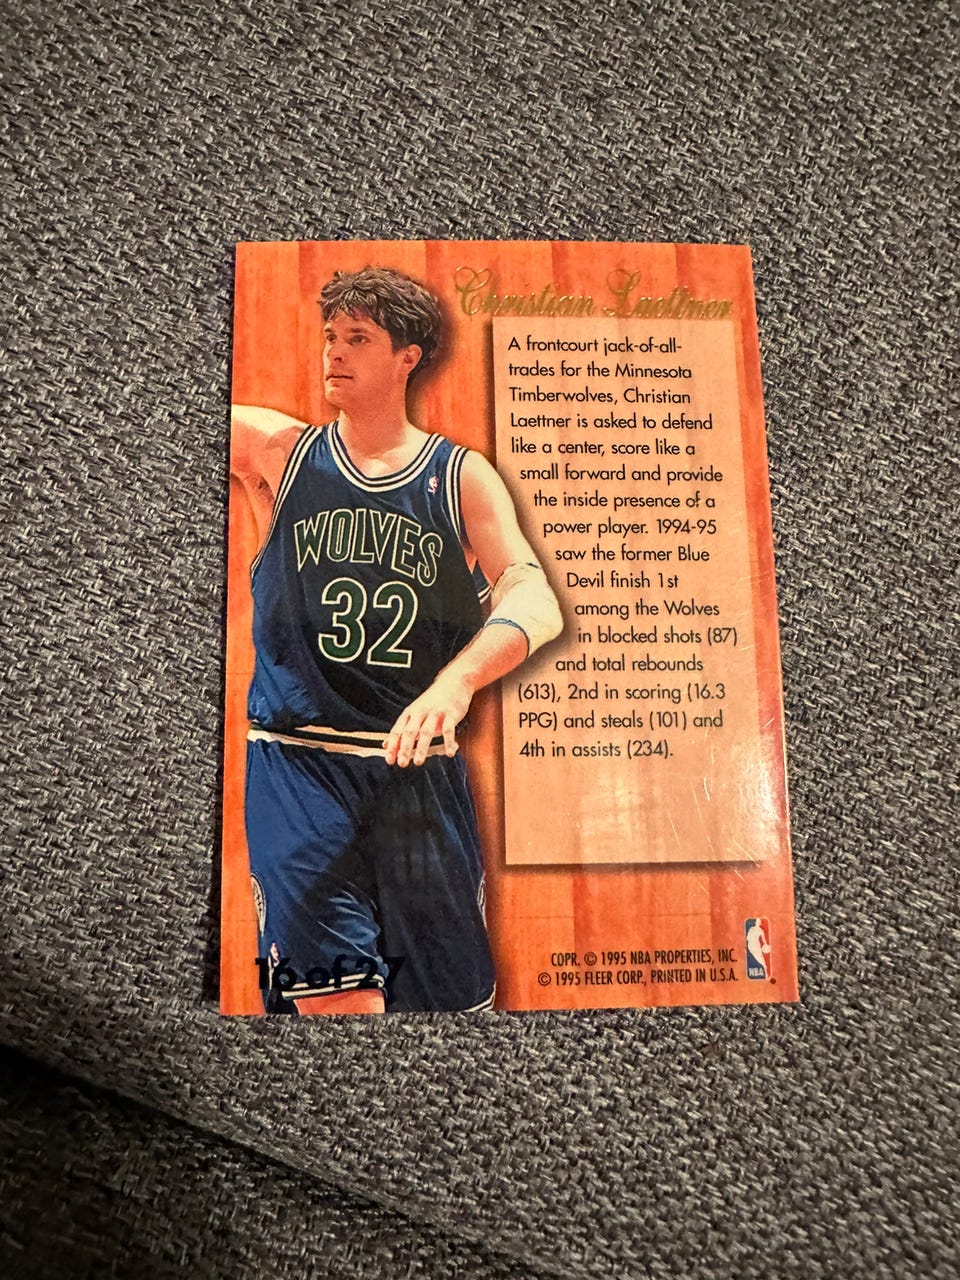 Christian Laettner
A frontcourt jack-of-all-
trades for the Minnesota
Timberwolves, Christian
Laettner is asked to defend
like a center, score like a
small forward and provide
the inside presence of a
power player. 1994-95
saw the former Blue
Devil finish 1st
among the Wolves
in blocked shots (87)
and total rebounds
(613), 2nd in scoring (16.3
PPG) and steals (101) and
4th in assists (234).
WOLVES
32
16 of 27
COPR. © 1995 NBA PROPERTIES, INC.
© 1995 FLEER CORP., PRINTED IN U.S.A.
NBA